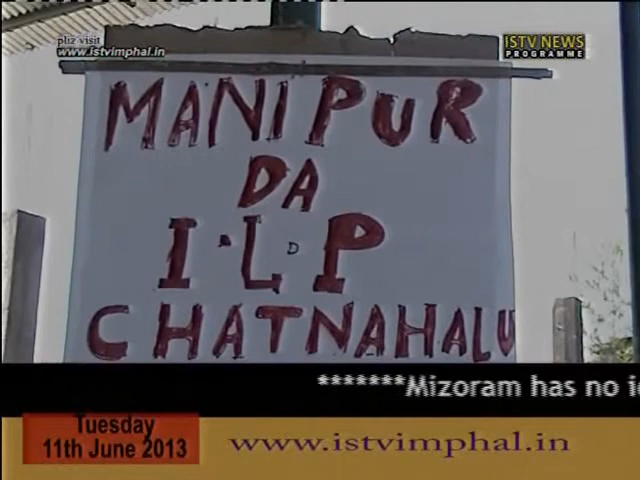 pliz visit
www.istvimphal.in
ISTV NEWS
PROGRAMME
MANIPUR
DA
I.L.P
CHATNAHALU
*******Mizoram has no
Tuesday
11th June 2013
www.istvimphal.in